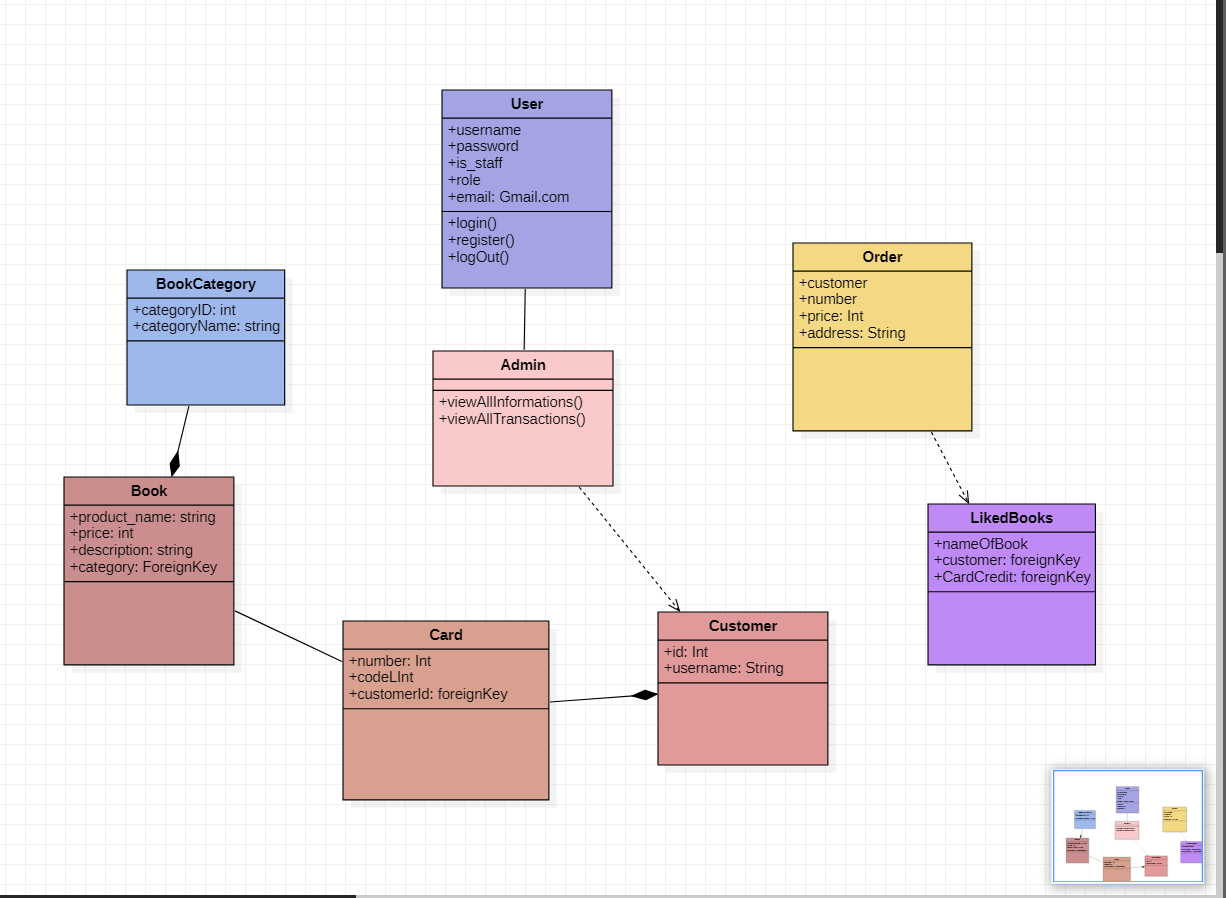 User
+username
+password
+is_staff
+role
+email: Gmail.com
+login()
+register()
+logOut()
BookCategory
+categoryID: int
+categoryName: string
Order
+customer
+number
+price: Int
+address: String
Admin
+viewAllInformations()
+viewAllTransactions()
Book
+product_name: string
+price: int
+description: string
+category: ForeignKey
LikedBooks
+nameOfBook
+customer: foreignKey
+CardCredit: foreignKey
Card
+number: Int
+codeLInt
+customerId: foreignKey
Customer
+id: Int
+username: String